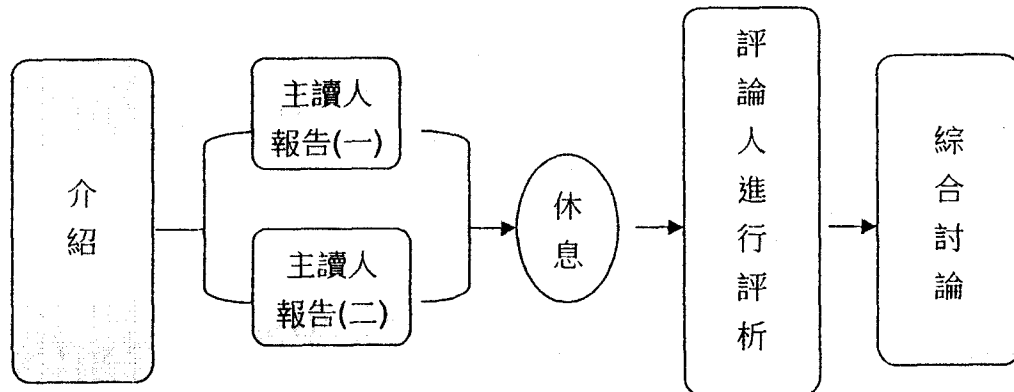 介紹
主讀人
報告(一)
主讀人
報告(二)
休息
評論人進行評析
綜合討論